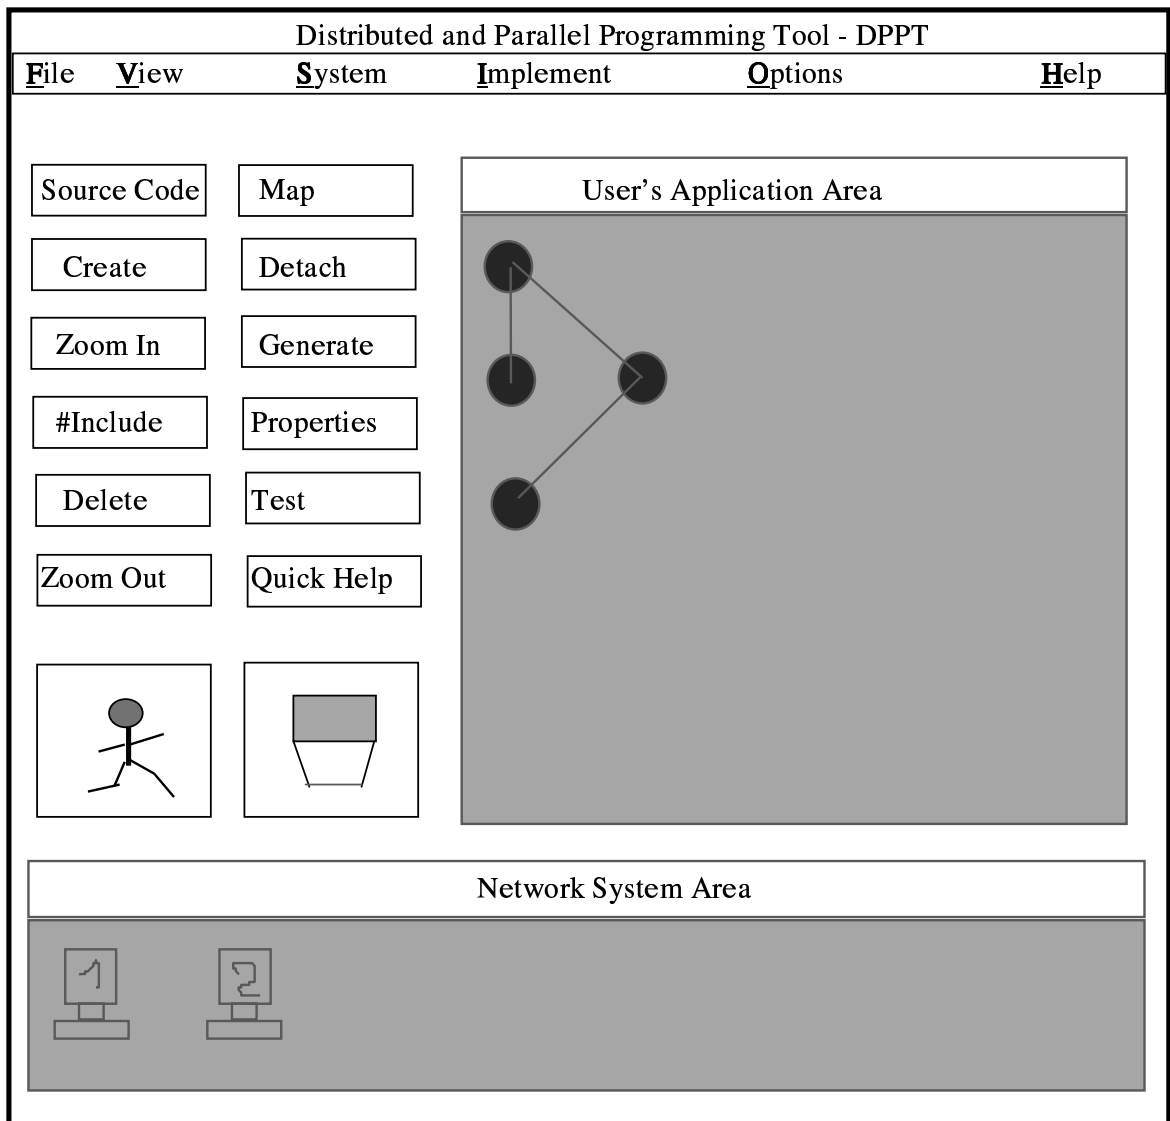 Distributed and Parallel Programming Tool - DPPT
File View System Implement Options Help
Source Code Map
User's Application Area
Create Detach
Zoom In Generate
#Include Properties
Delete Test
Zoom Out Quick Help
Network System Area
1 2